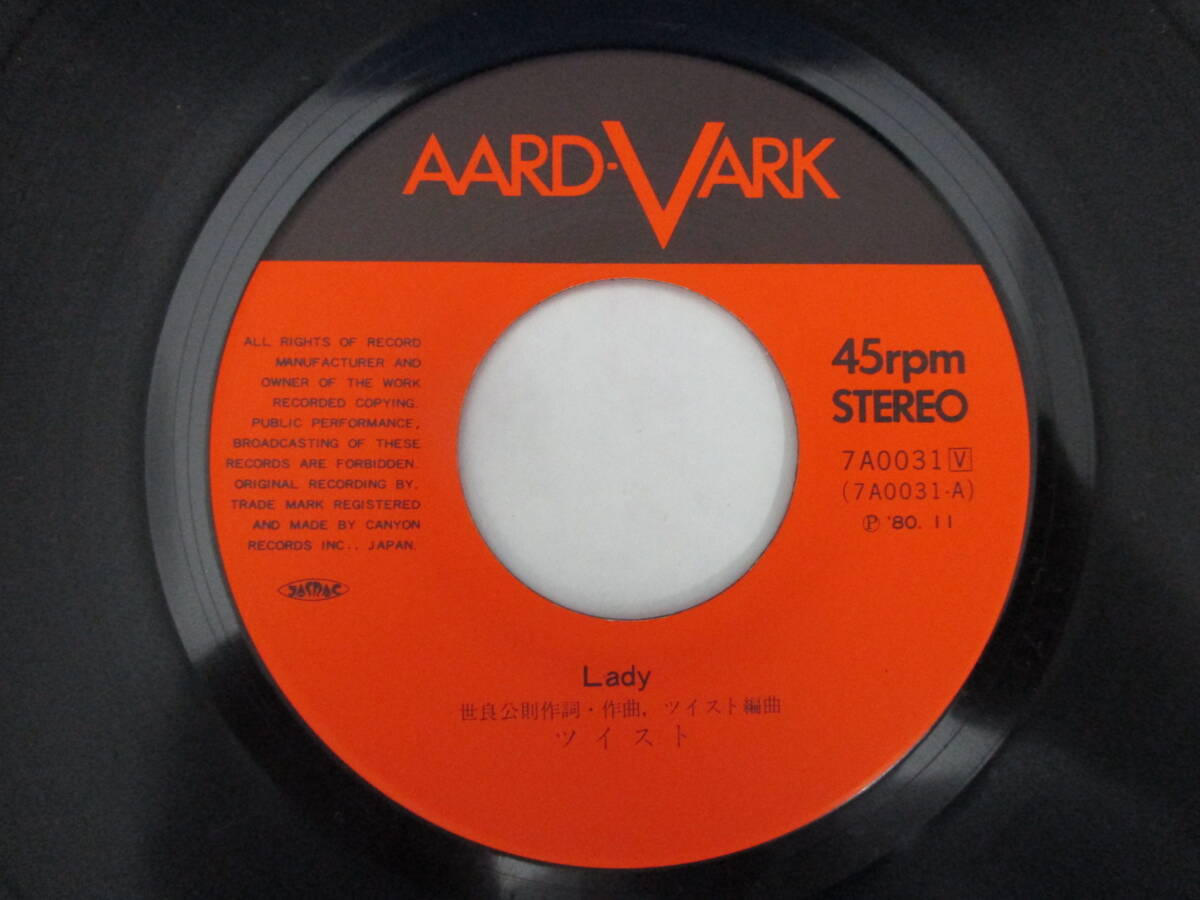 AARD-VARK
ALL RIGHTS OF RECORD
MANUFACTURER AND
OWNER OF THE WORK
RECORDED COPYING.
PUBLIC PERFORMANCE,
BROADCASTING OF THESE
RECORDS ARE FORBIDDEN.
ORIGINAL RECORDING BY.
TRADE MARK REGISTERED
AND MADE BY CANYON
RECORDS INC.. JAPAN.
JASRAC
45rpm
STEREO
7A0031 V
(7A0031-A)
Ⓟ '80. 11
Lady
世良公則作詞・作曲, ツイスト編曲
ツイスト